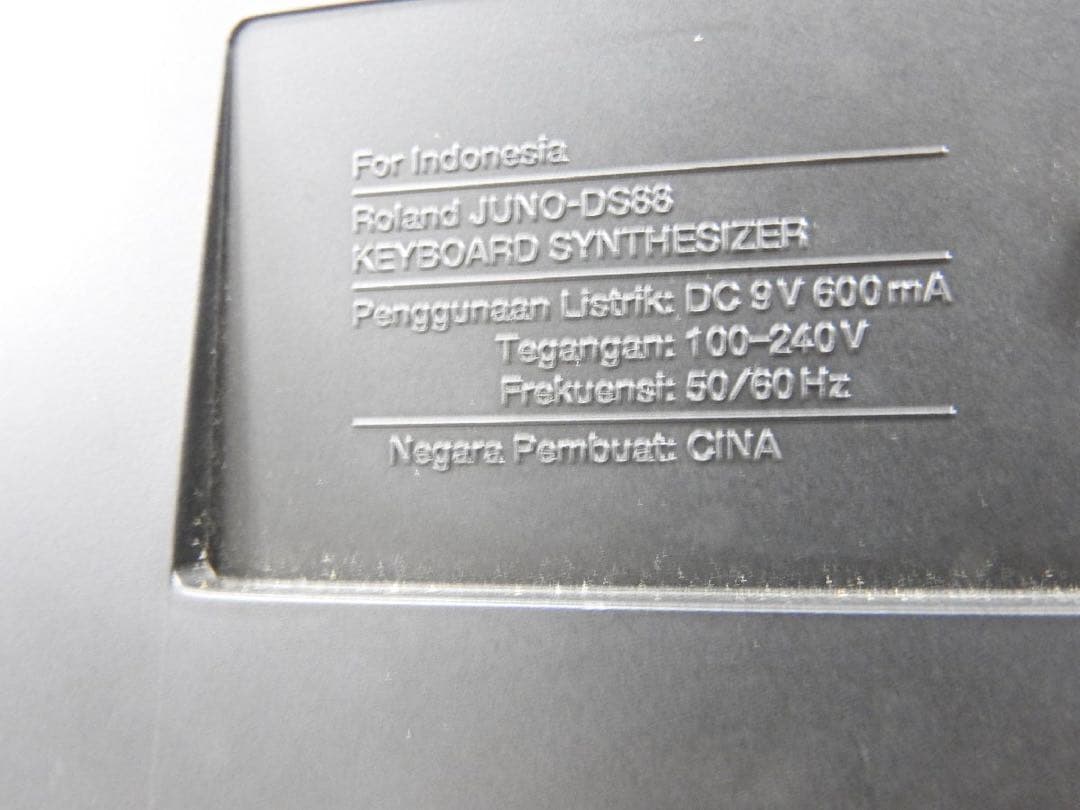 For Indonesia
Roland JUNO-DS88
KEYBOARD SYNTHESIZER
Penggunaan Listrik: DC 9V 600mA
Tegangan: 100-240V
Frekuensi: 50/60Hz
Negara Pembuat: CINA